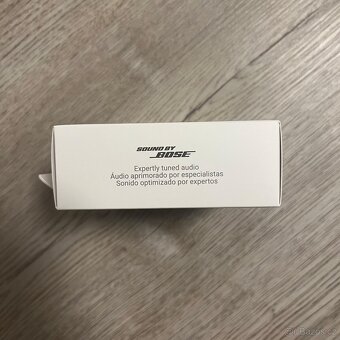 SOUND BY
BOSE
Expertly tuned audio
Áudio aprimorado por especialistas
Sonido optimizado por expertos